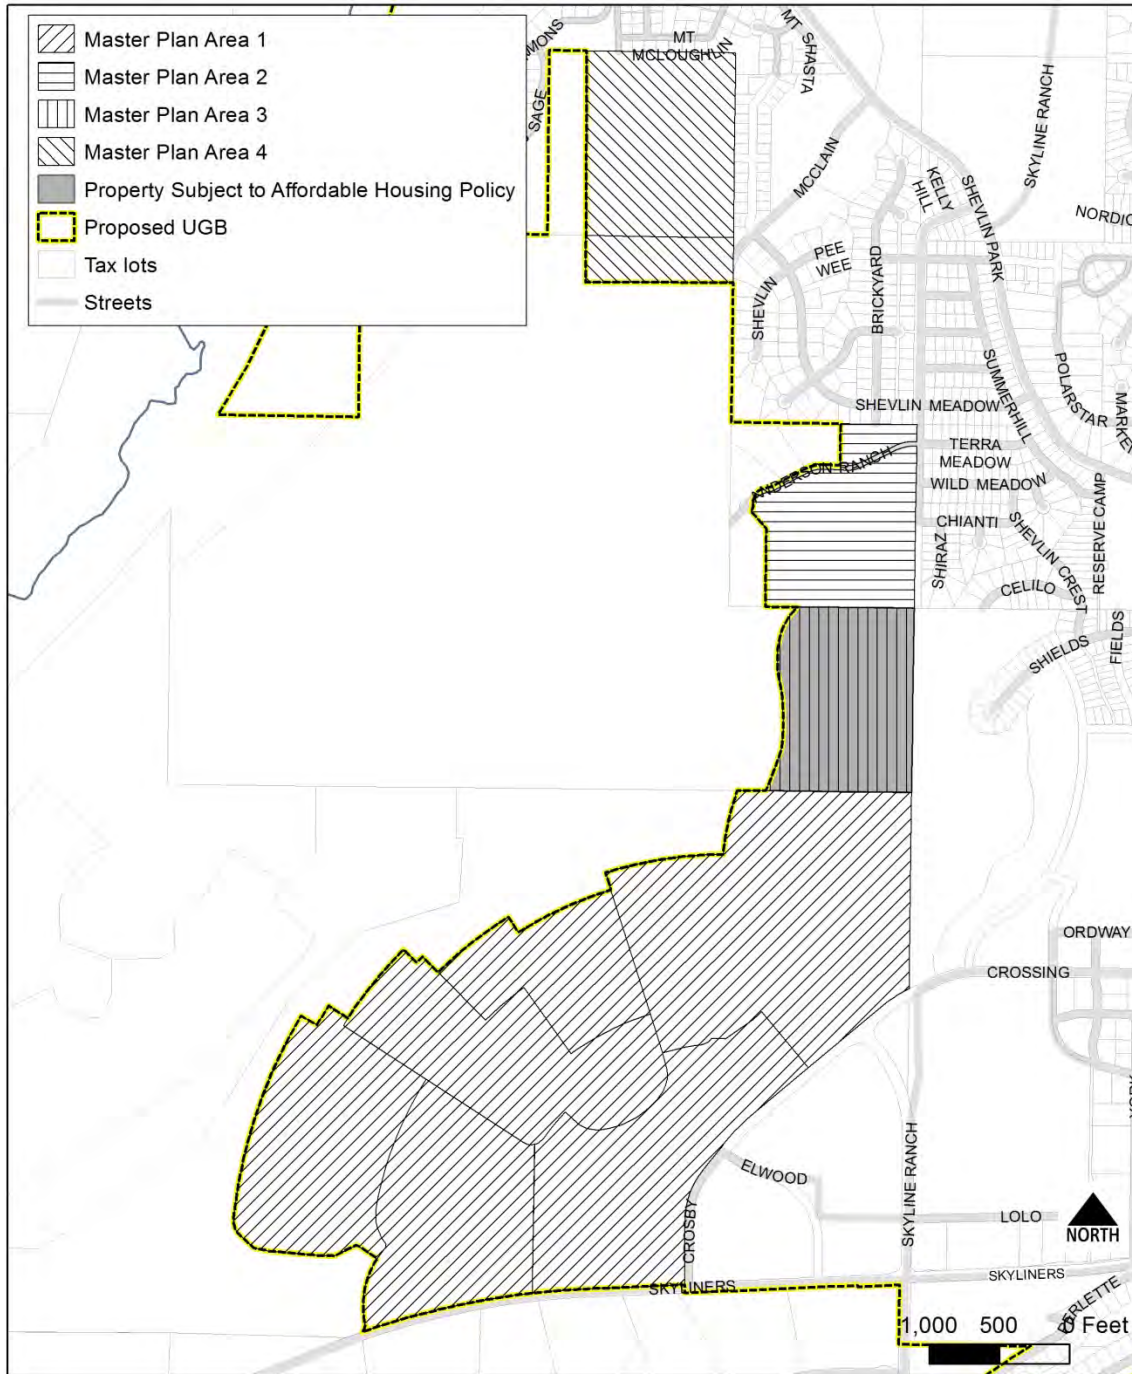 Master Plan Area 1
Master Plan Area 2
Master Plan Area 3
Master Plan Area 4
Property Subject to Affordable Housing Policy
Proposed UGB
Tax lots
Streets
SAGE
MT
MCLOUGHLIN
MT SHASTA
MCCLAIN
SKYLINE RANCH
KELLY
HILL
SHEVLIN PARK
NORDIC
PEE
WEE
BRICKYARD
SHEVLIN
SUMMERHILL
POLARSTAR
SHEVLIN MEADOW
ANDERSON RANCH
TERRA
MEADOW
WILD MEADOW
CHIANTI
SHIRAZ
SHEVLIN CREST
RESERVE CAMP
CELILO
SHIELDS
FIELDS
ORDWAY
CROSSING
SKYLINE RANCH
ELWOOD
LOLO
CROSBY
NORTH
SKYLINERS
SKYLINERS
1,000 500 0 Feet